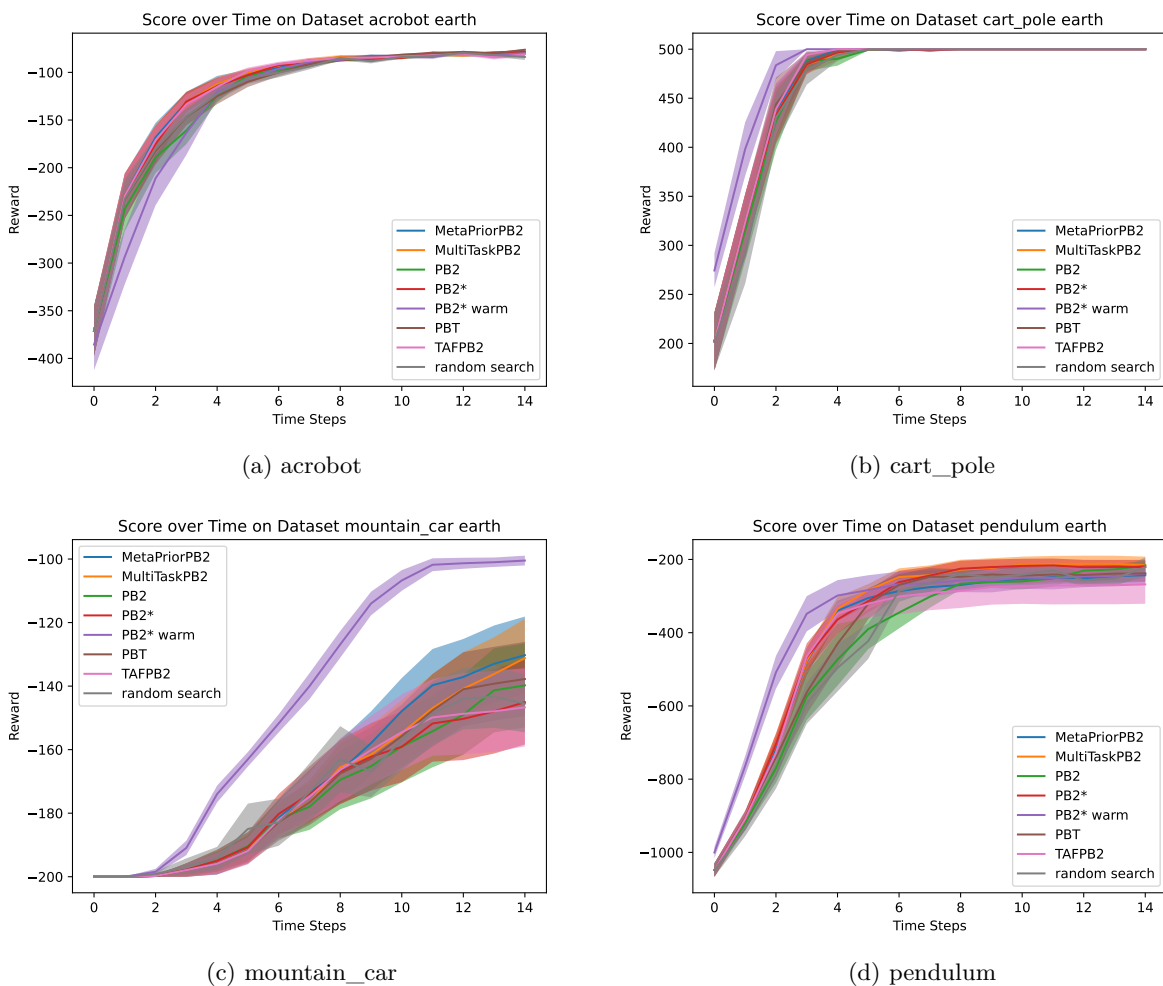 Score over Time on Dataset acrobot earth
Reward
−100
−150
−200
−250
−300
−350
−400
0 2 4 6 8 10 12 14
Time Steps
MetaPriorPB2
MultiTaskPB2
PB2
PB2*
PB2* warm
PBT
TAFPB2
random search
(a) acrobot
Score over Time on Dataset cart_pole earth
Reward
500
450
400
350
300
250
200
0 2 4 6 8 10 12 14
Time Steps
MetaPriorPB2
MultiTaskPB2
PB2
PB2*
PB2* warm
PBT
TAFPB2
random search
(b) cart_pole
Score over Time on Dataset mountain_car earth
Reward
−100
−120
−140
−160
−180
−200
0 2 4 6 8 10 12 14
Time Steps
MetaPriorPB2
MultiTaskPB2
PB2
PB2*
PB2* warm
PBT
TAFPB2
random search
(c) mountain_car
Score over Time on Dataset pendulum earth
Reward
−200
−400
−600
−800
−1000
0 2 4 6 8 10 12 14
Time Steps
MetaPriorPB2
MultiTaskPB2
PB2
PB2*
PB2* warm
PBT
TAFPB2
random search
(d) pendulum